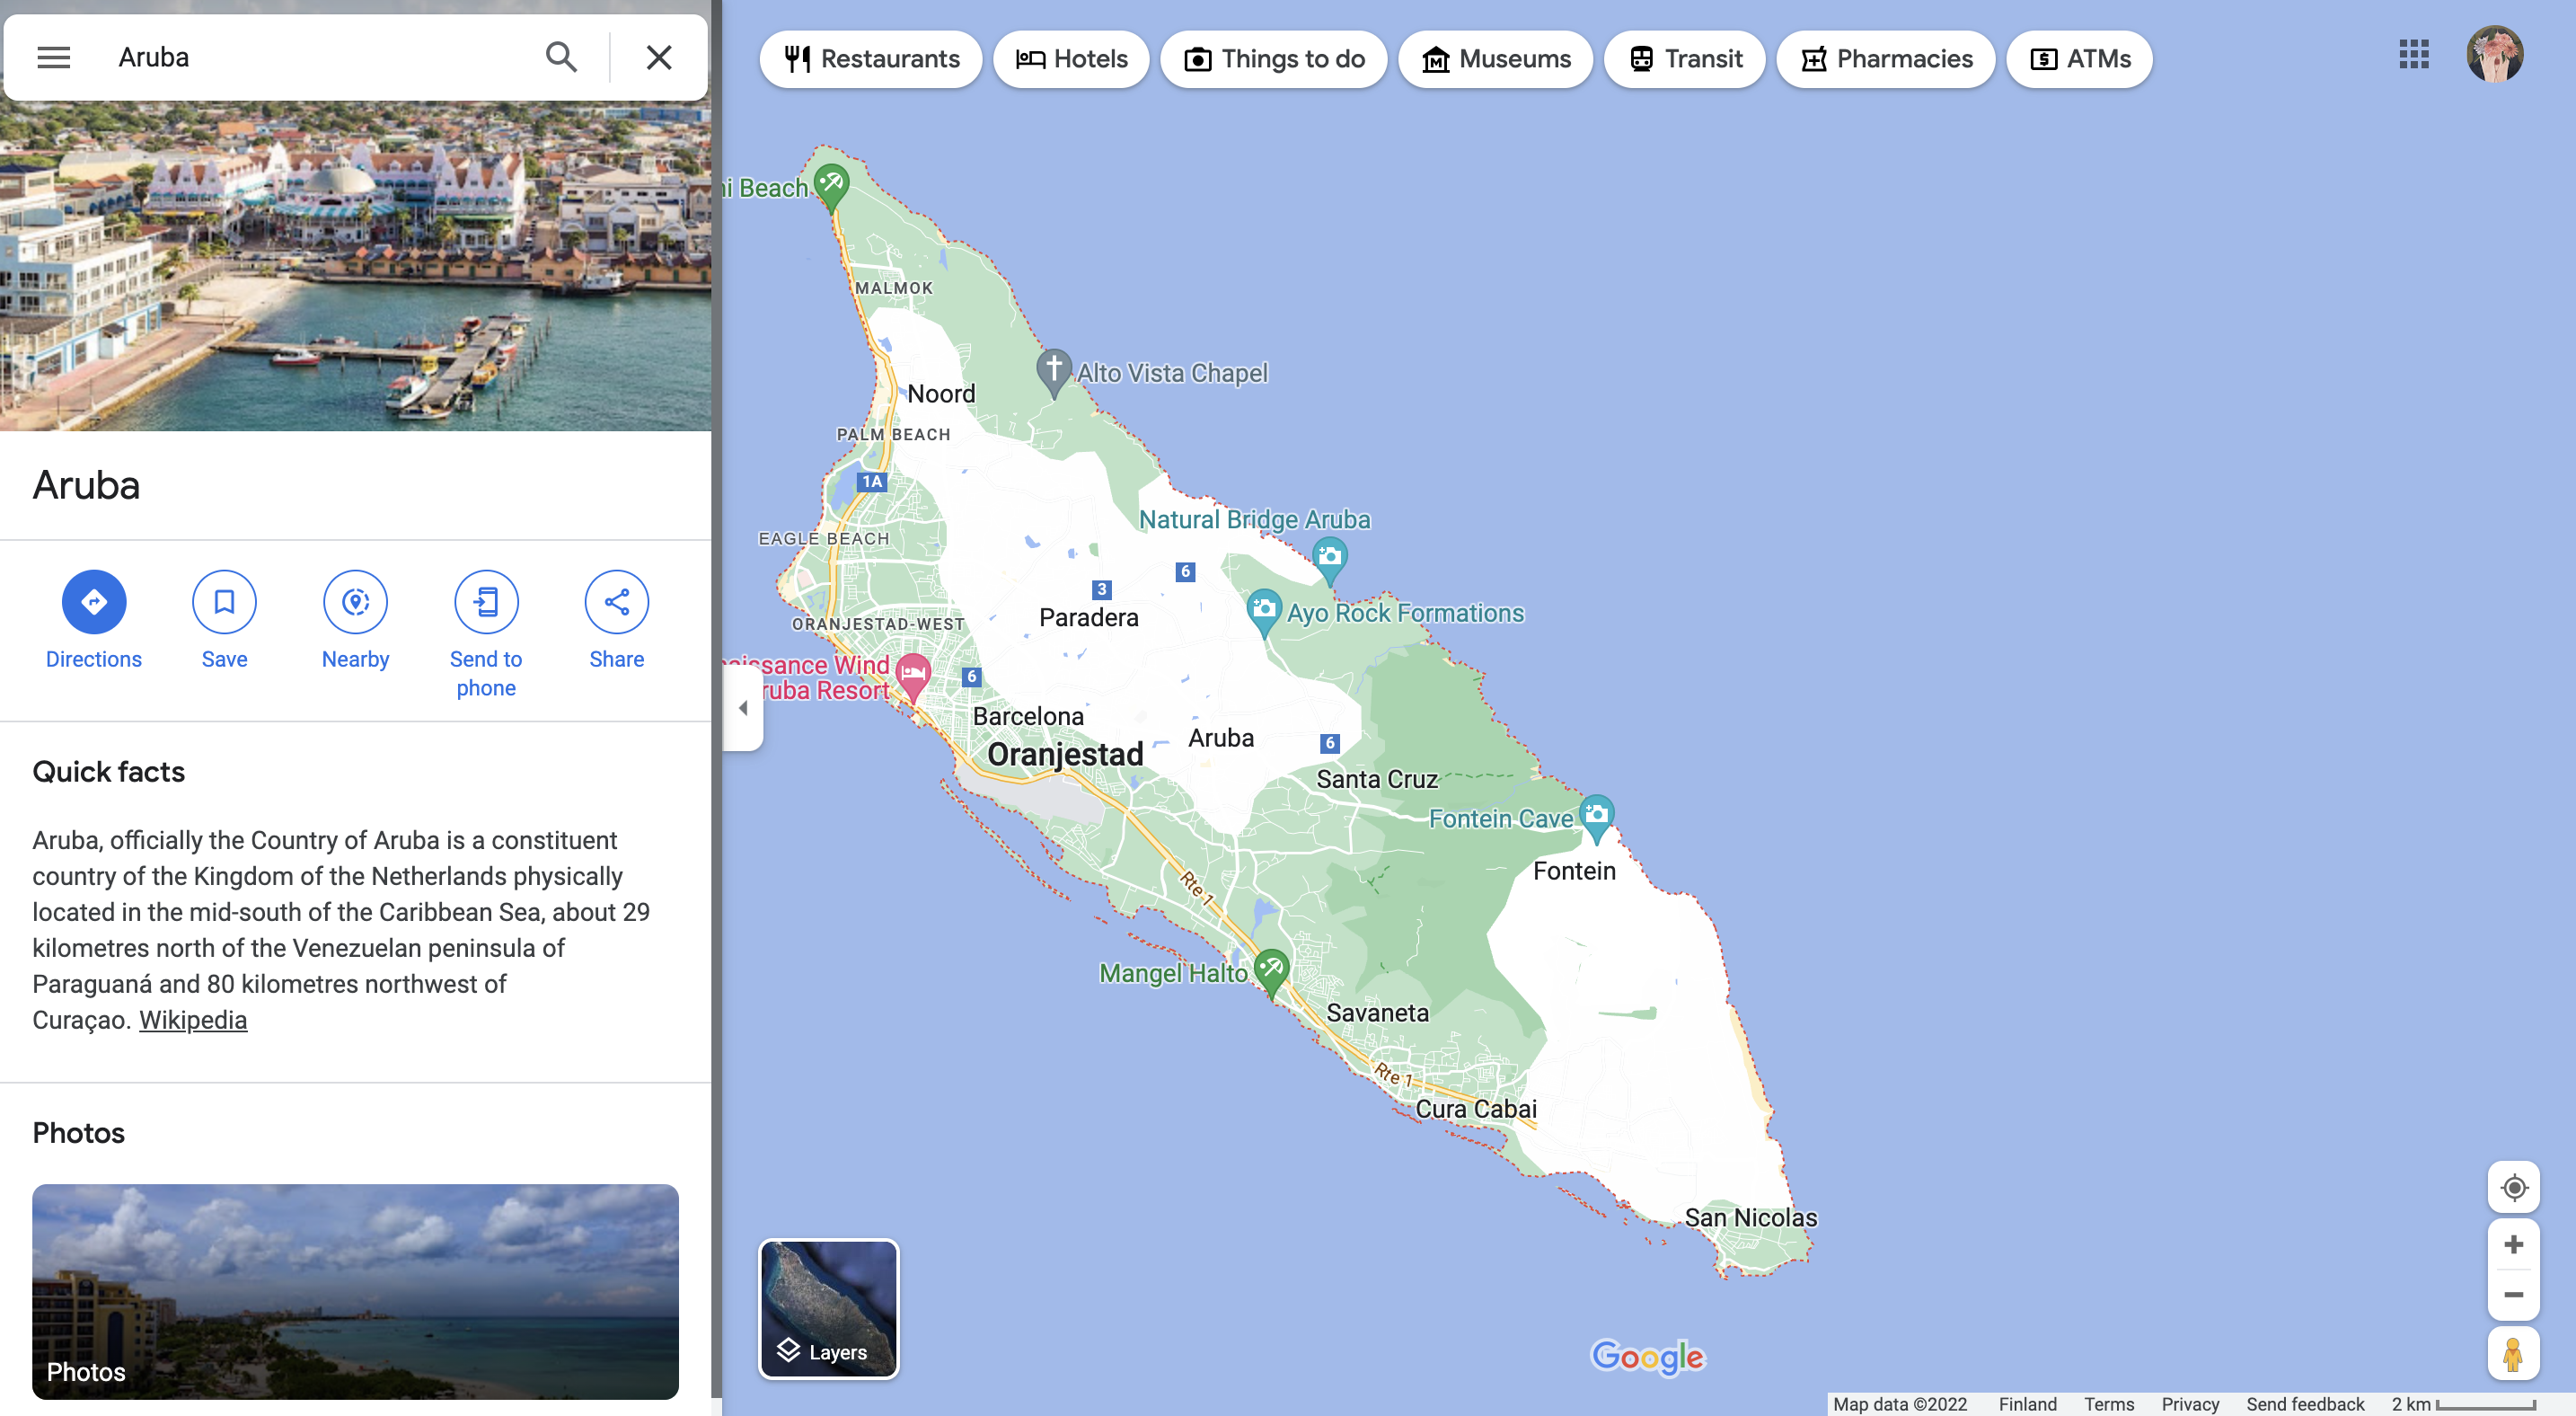 Aruba
Restaurants
Hotels
Things to do
Museums
Transit
Pharmacies
ATMs
Aruba
Directions
Save
Nearby
Send to
phone
Share
Quick facts
Aruba, officially the Country of Aruba is a constituent
country of the Kingdom of the Netherlands physically
located in the mid-south of the Caribbean Sea, about 29
kilometres north of the Venezuelan peninsula of
Paraguaná and 80 kilometres northwest of
Curaçao. Wikipedia
Photos
Photos
Beach
MALMOK
Alto Vista Chapel
Noord
PALM BEACH
1A
Natural Bridge Aruba
EAGLE BEACH
6
3
Paradera
Ayo Rock Formations
ORANJESTAD-WEST
Wind
Resort
6
Barcelona
Oranjestad
Aruba
6
Santa Cruz
Fontein Cave
Fontein
Rte 1
Mangel Halto
Savaneta
Rte 1
Cura Cabai
San Nicolas
Layers
Google
Map data ©2022
Finland
Terms
Privacy
Send feedback
2 km